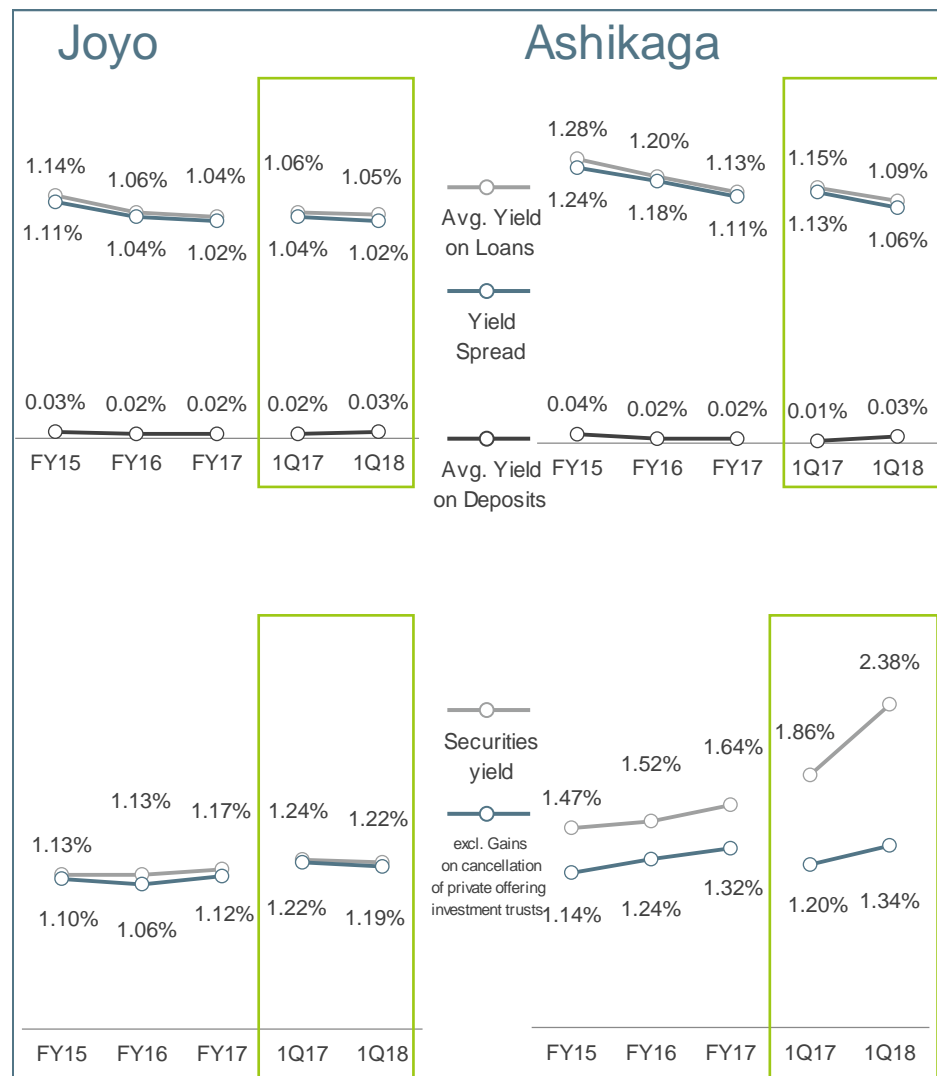 Joyo
Ashikaga
1.14%
1.06%
1.04%
1.06%
1.05%
1.11%
1.04%
1.02%
1.04%
1.02%
0.03%
0.02%
0.02%
0.02%
0.03%
FY15
FY16
FY17
1Q17
1Q18
Avg. Yield
on Loans
Yield
Spread
Avg. Yield
on Deposits
1.28%
1.20%
1.13%
1.15%
1.09%
1.24%
1.18%
1.11%
1.13%
1.06%
0.04%
0.02%
0.02%
0.01%
0.03%
FY15
FY16
FY17
1Q17
1Q18
1.13%
1.13%
1.17%
1.24%
1.22%
1.10%
1.06%
1.12%
1.22%
1.19%
FY15
FY16
FY17
1Q17
1Q18
Securities
yield
excl. Gains
on cancellation
of private offering
investment trusts
1.47%
1.52%
1.64%
1.86%
2.38%
1.14%
1.24%
1.32%
1.20%
1.34%
FY15
FY16
FY17
1Q17
1Q18